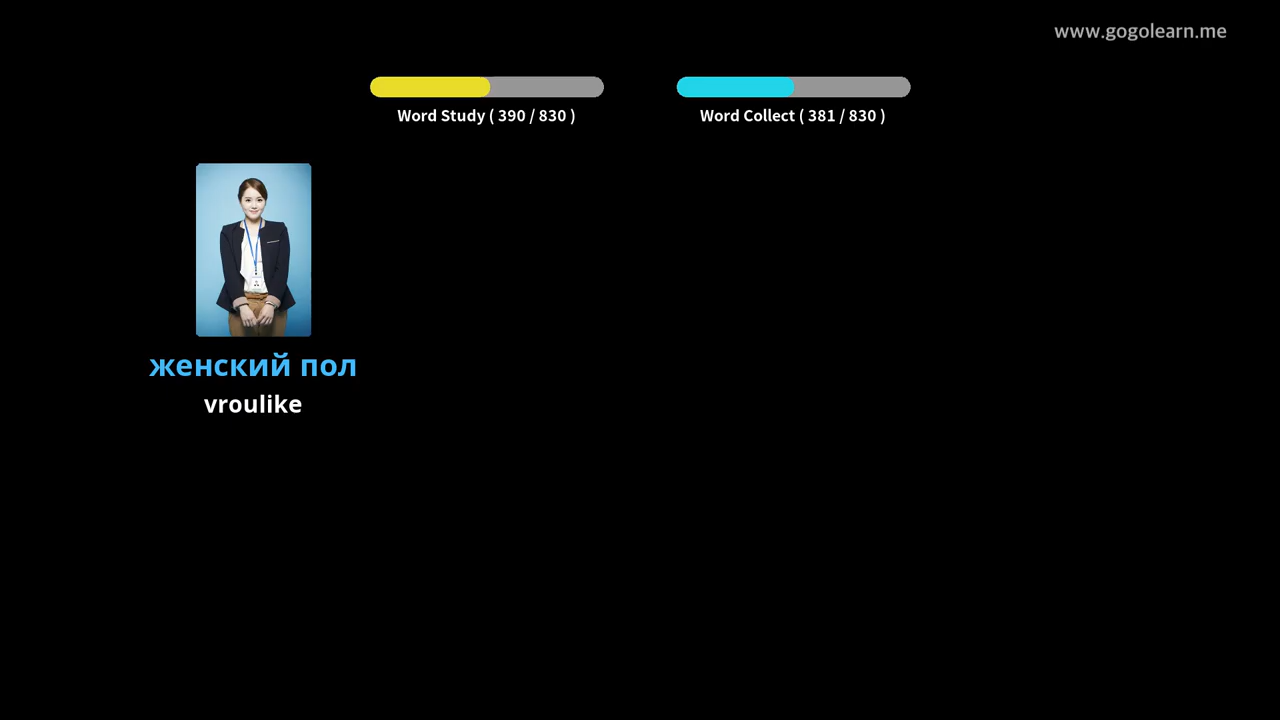 www.gogolearn.me
Word Study ( 390 / 830 )
Word Collect ( 381 / 830 )
женский пол
vroulike